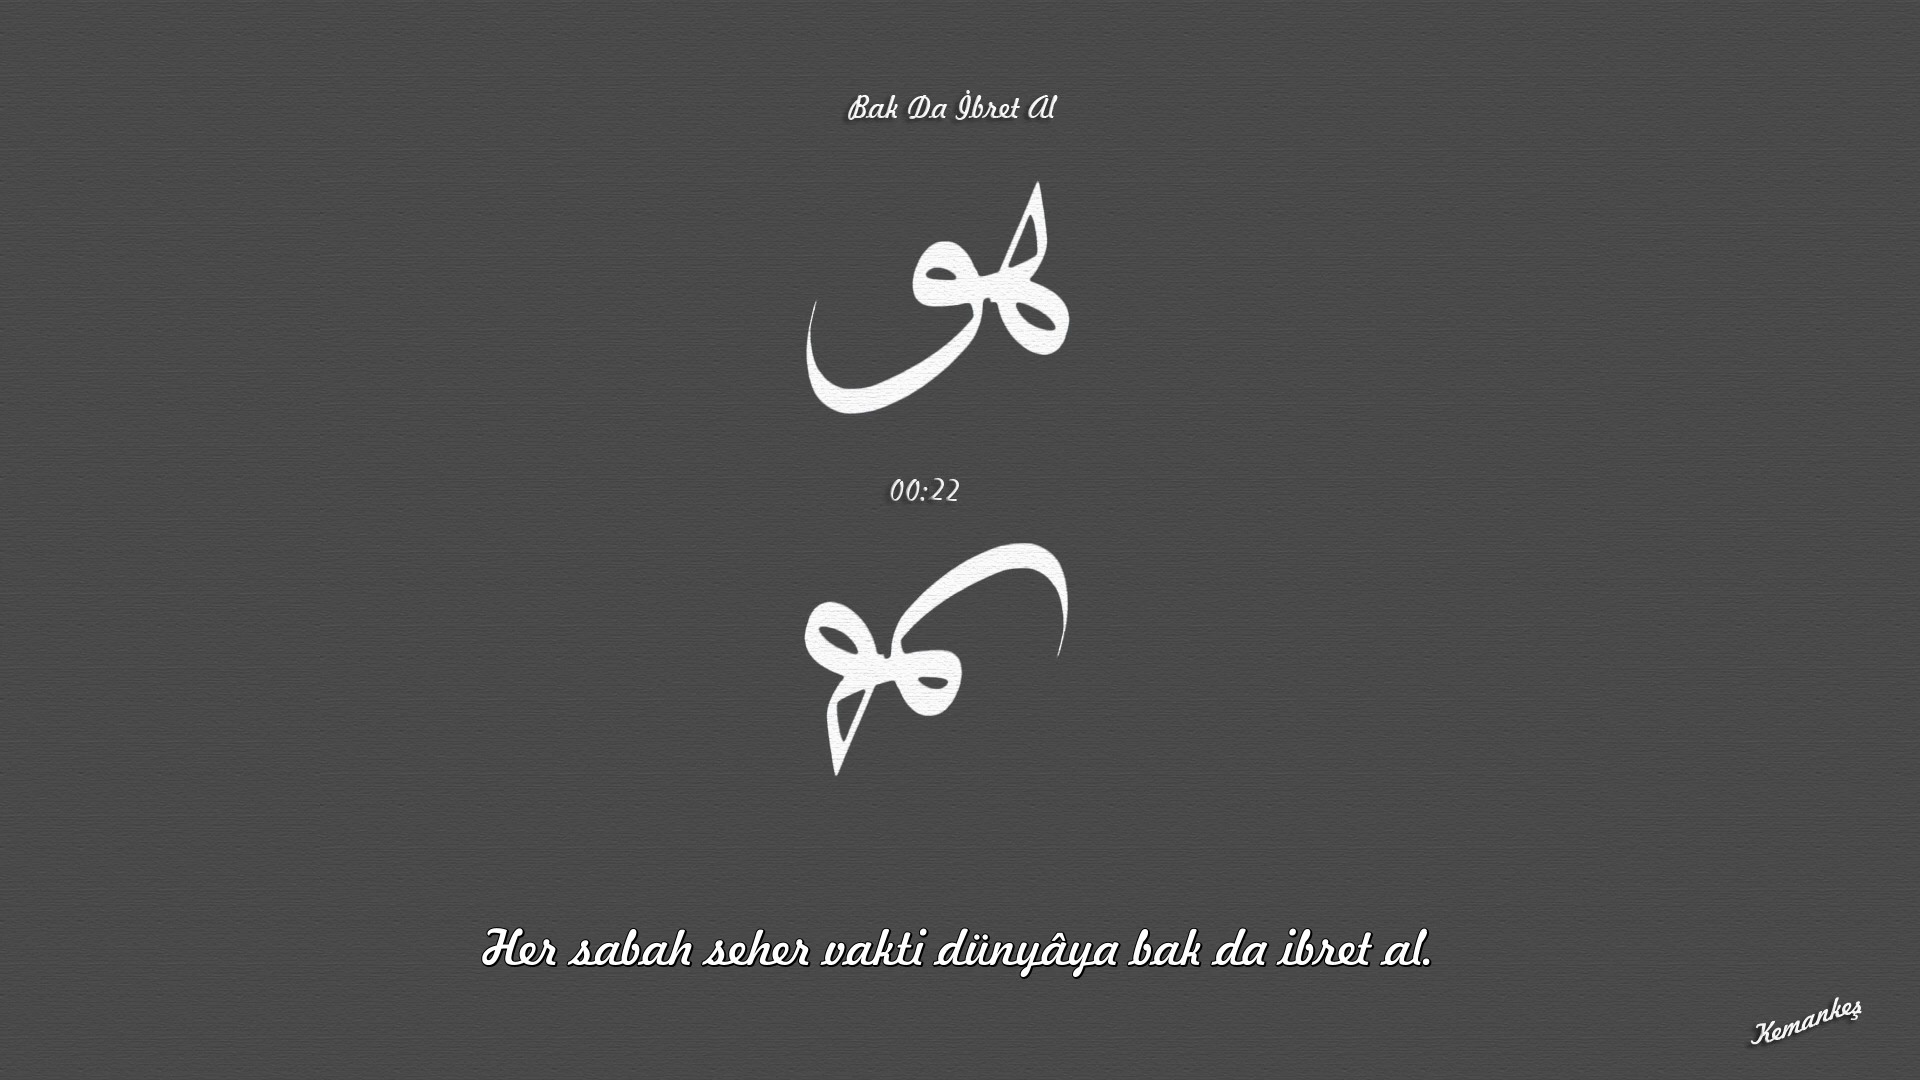 Bak Da İbret Al
هو
00:22
هو
Her sabah seher vakti dünyâya bak da ibret al.
Kemankeş